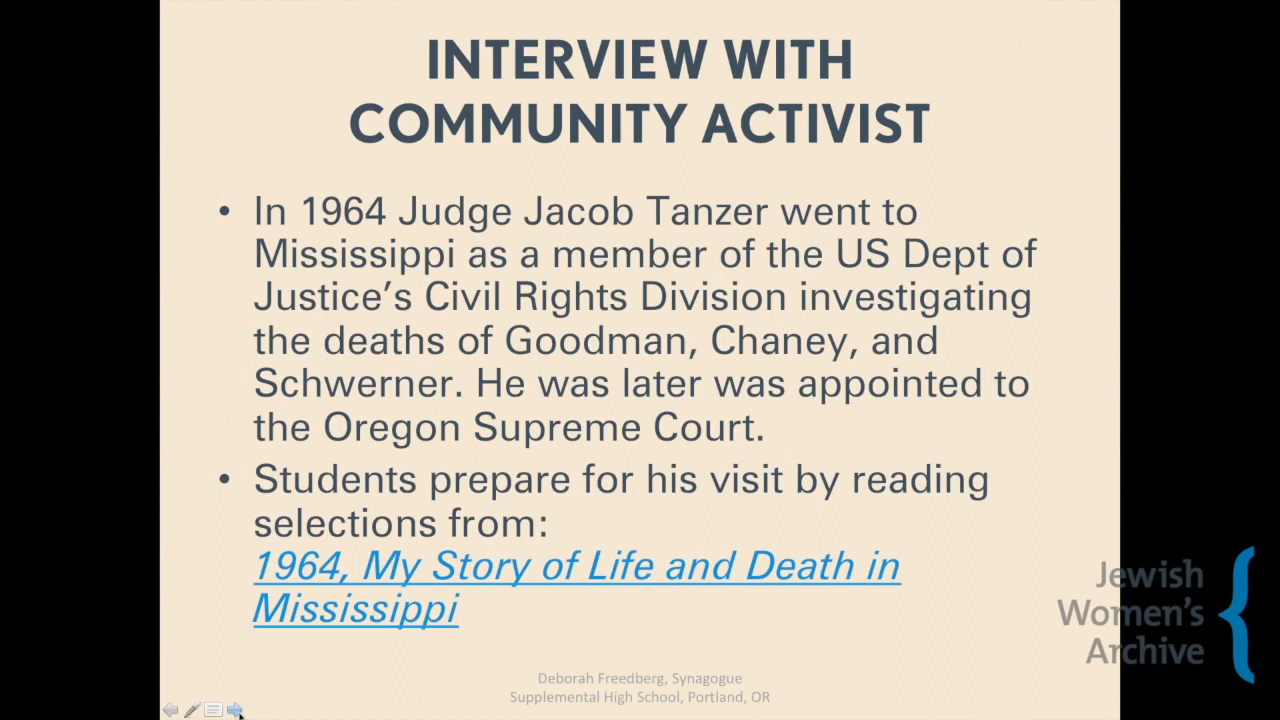 INTERVIEW WITH
COMMUNITY ACTIVIST
• In 1964 Judge Jacob Tanzer went to
Mississippi as a member of the US Dept of
Justice’s Civil Rights Division investigating
the deaths of Goodman, Chaney, and
Schwerner. He was later was appointed to
the Oregon Supreme Court.
• Students prepare for his visit by reading
selections from:
1964, My Story of Life and Death in
Mississippi
Jewish
Women’s
Archive
Deborah Freedberg, Synagogue
Supplemental High School, Portland, OR